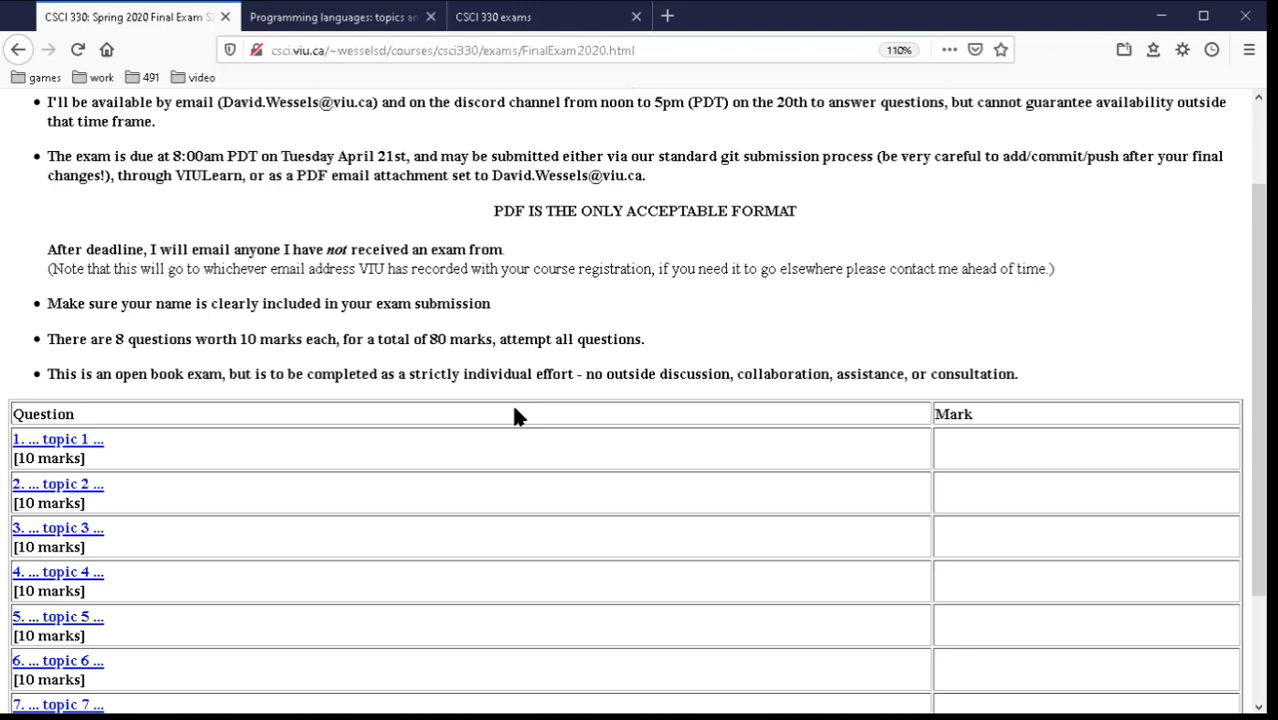 CSCI 330: Spring 2020 Final Exam S
Programming languages: topics an
CSCI 330 exams
csci.viu.ca/~wesselsd/courses/csci330/exams/FinalExam2020.html
110%
games
work
491
video
• I'll be available by email (David.Wessels@viu.ca) and on the discord channel from noon to 5pm (PDT) on the 20th to answer questions, but cannot guarantee availability outside
that time frame.
• The exam is due at 8:00am PDT on Tuesday April 21st, and may be submitted either via our standard git submission process (be very careful to add/commit/push after your final
changes!), through VIULearn, or as a PDF email attachment set to David.Wessels@viu.ca.
PDF IS THE ONLY ACCEPTABLE FORMAT
After deadline, I will email anyone I have not received an exam from.
(Note that this will go to whichever email address VIU has recorded with your course registration, if you need it to go elsewhere please contact me ahead of time.)
• Make sure your name is clearly included in your exam submission
• There are 8 questions worth 10 marks each, for a total of 80 marks, attempt all questions.
• This is an open book exam, but is to be completed as a strictly individual effort - no outside discussion, collaboration, assistance, or consultation.
Question Mark
1. ... topic 1 ...
[10 marks]
2. ... topic 2 ...
[10 marks]
3. ... topic 3 ...
[10 marks]
4. ... topic 4 ...
[10 marks]
5. ... topic 5 ...
[10 marks]
6. ... topic 6 ...
[10 marks]
7. ... topic 7 ...